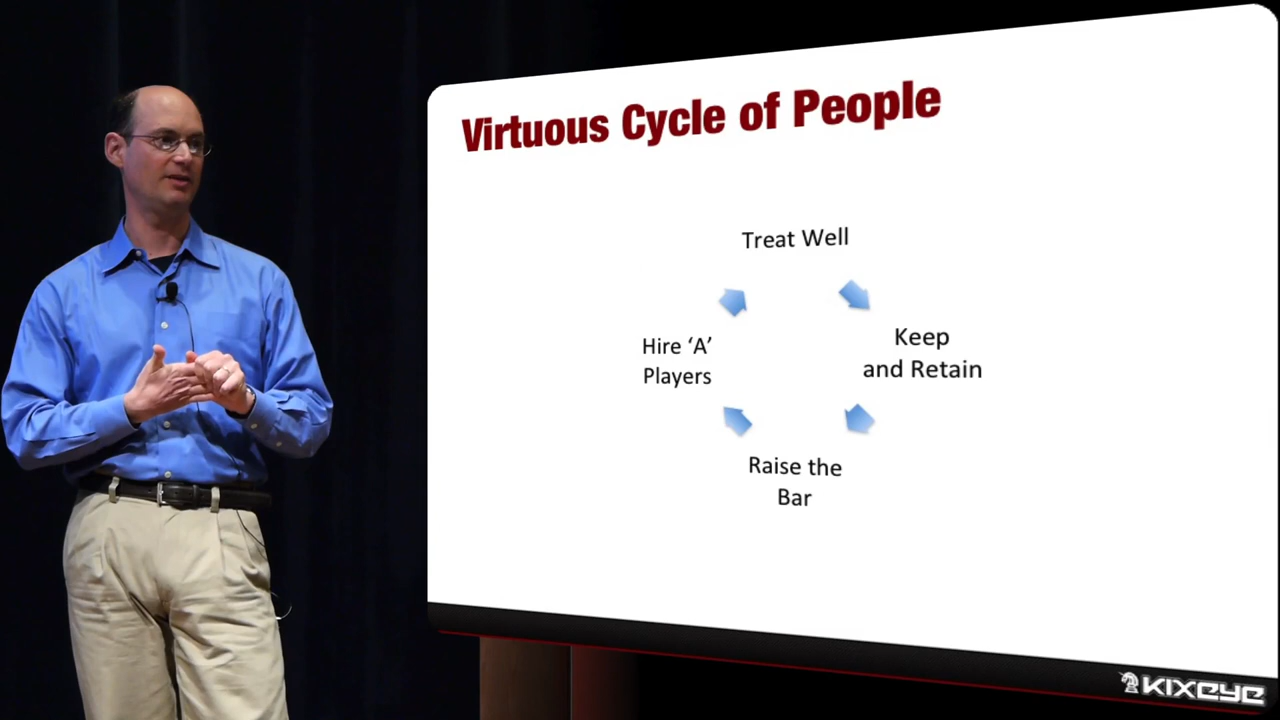 Virtuous Cycle of People
Treat Well
Hire ‘A’
Players
Keep
and Retain
Raise the
Bar
KIXEYE